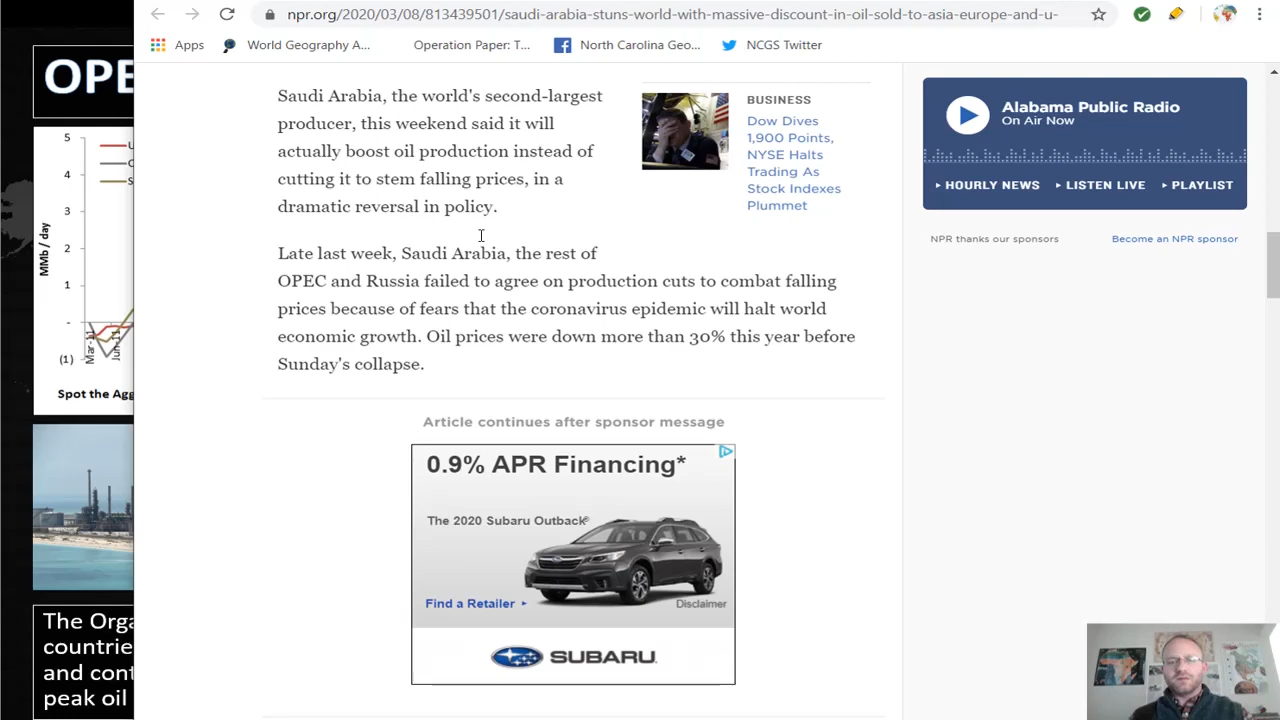 npr.org/2020/03/08/813439501/saudi-arabia-stuns-world-with-massive-discount-in-oil-sold-to-asia-europe-and-u-
Apps
World Geography A...
Operation Paper: T...
North Carolina Geo...
NCGS Twitter
OPE
5
4
3
2
1
-
(1)
MMb / day
Mar-11
Jun-11
Spot the Agg
The Orga
countrie
and cont
peak oil
Saudi Arabia, the world's second-largest
producer, this weekend said it will
actually boost oil production instead of
cutting it to stem falling prices, in a
dramatic reversal in policy.
BUSINESS
Dow Dives
1,900 Points,
NYSE Halts
Trading As
Stock Indexes
Plummet
Late last week, Saudi Arabia, the rest of
OPEC and Russia failed to agree on production cuts to combat falling
prices because of fears that the coronavirus epidemic will halt world
economic growth. Oil prices were down more than 30% this year before
Sunday's collapse.
Article continues after sponsor message
0.9% APR Financing*
The 2020 Subaru Outback®
Find a Retailer
Disclaimer
SUBARU
Alabama Public Radio
On Air Now
HOURLY NEWS
LISTEN LIVE
PLAYLIST
NPR thanks our sponsors
Become an NPR sponsor